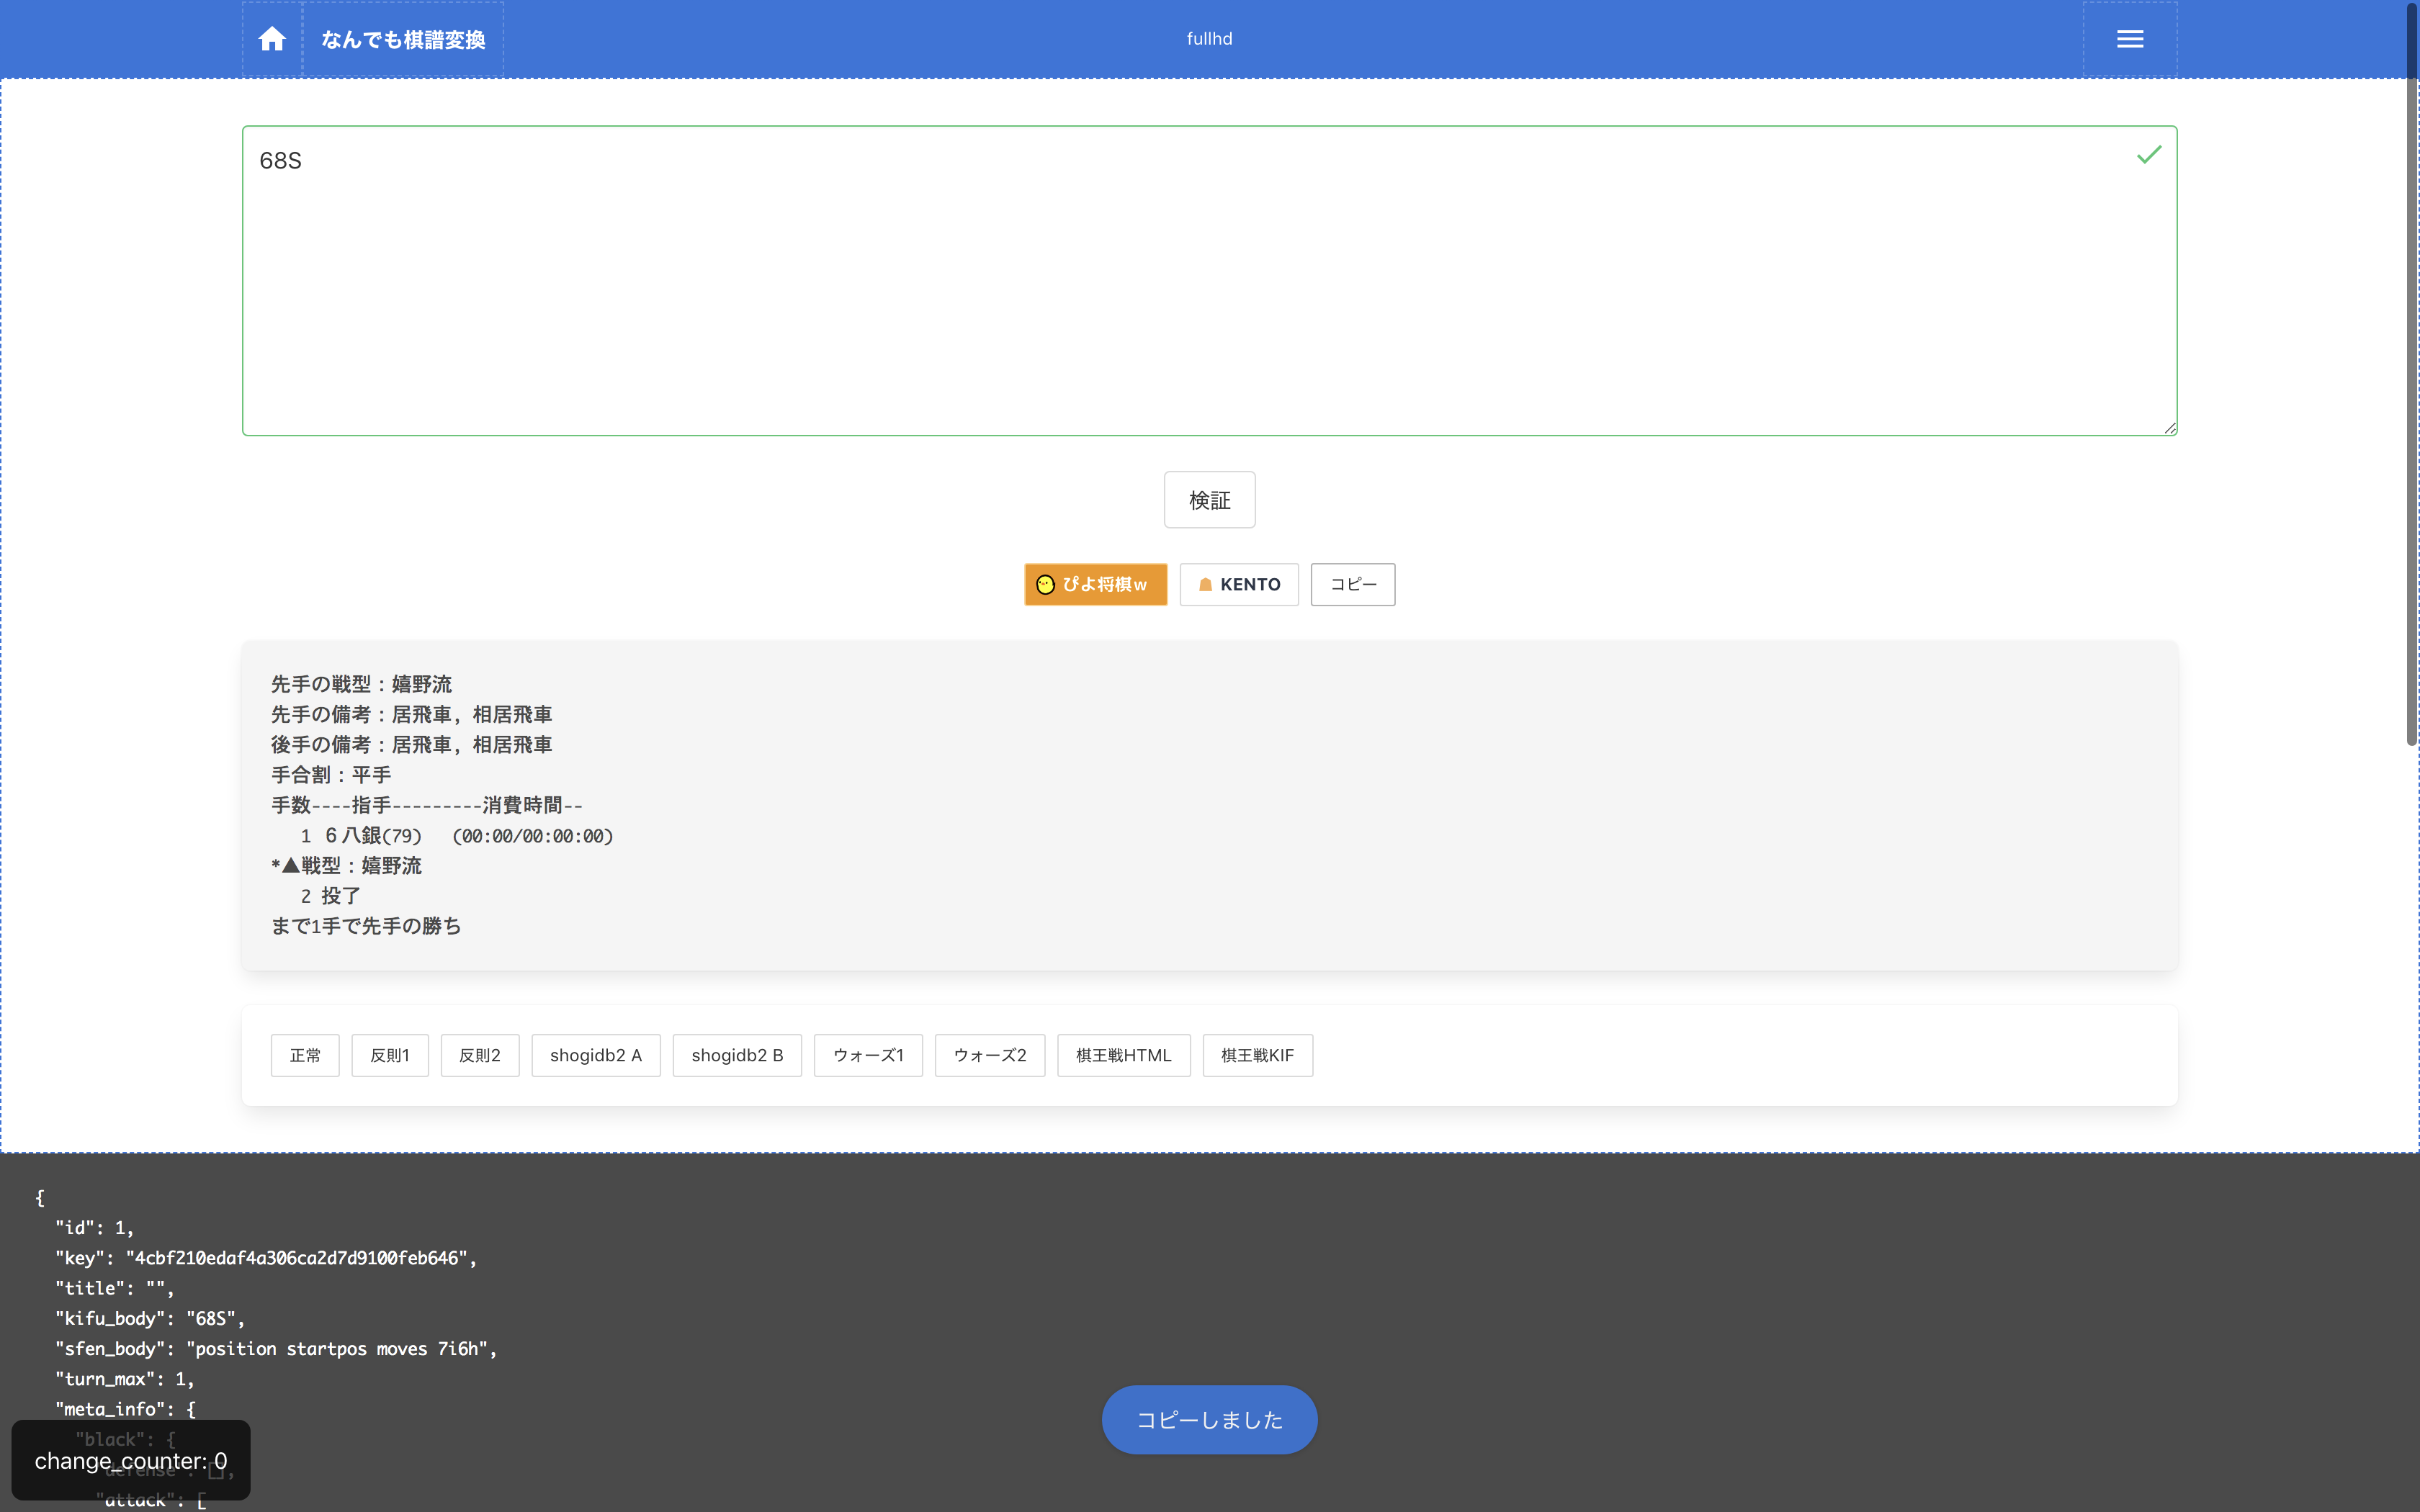 なんでも棋譜変換
fullhd
68S
検証
ぴよ将棋w
KENTO
コピー
先手の戦型：嬉野流
先手の備考：居飛車, 相居飛車
後手の備考：居飛車, 相居飛車
手合割：平手
手数----指手---------消費時間--
1 ６八銀(79) (00:00/00:00:00)
*▲戦型：嬉野流
2 投了
まで1手で先手の勝ち
正常 反則1 反則2 shogidb2 A shogidb2 B ウォーズ1 ウォーズ2 棋王戦HTML 棋王戦KIF
{
"id": 1,
"key": "4cbf210edaf4a306ca2d7d9100feb646",
"title": "",
"kifu_body": "68S",
"sfen_body": "position startpos moves 7i6h",
"turn_max": 1,
"meta_info": {
"black": {
"defense": [],
"attack": [
コピーしました
change_counter: 0